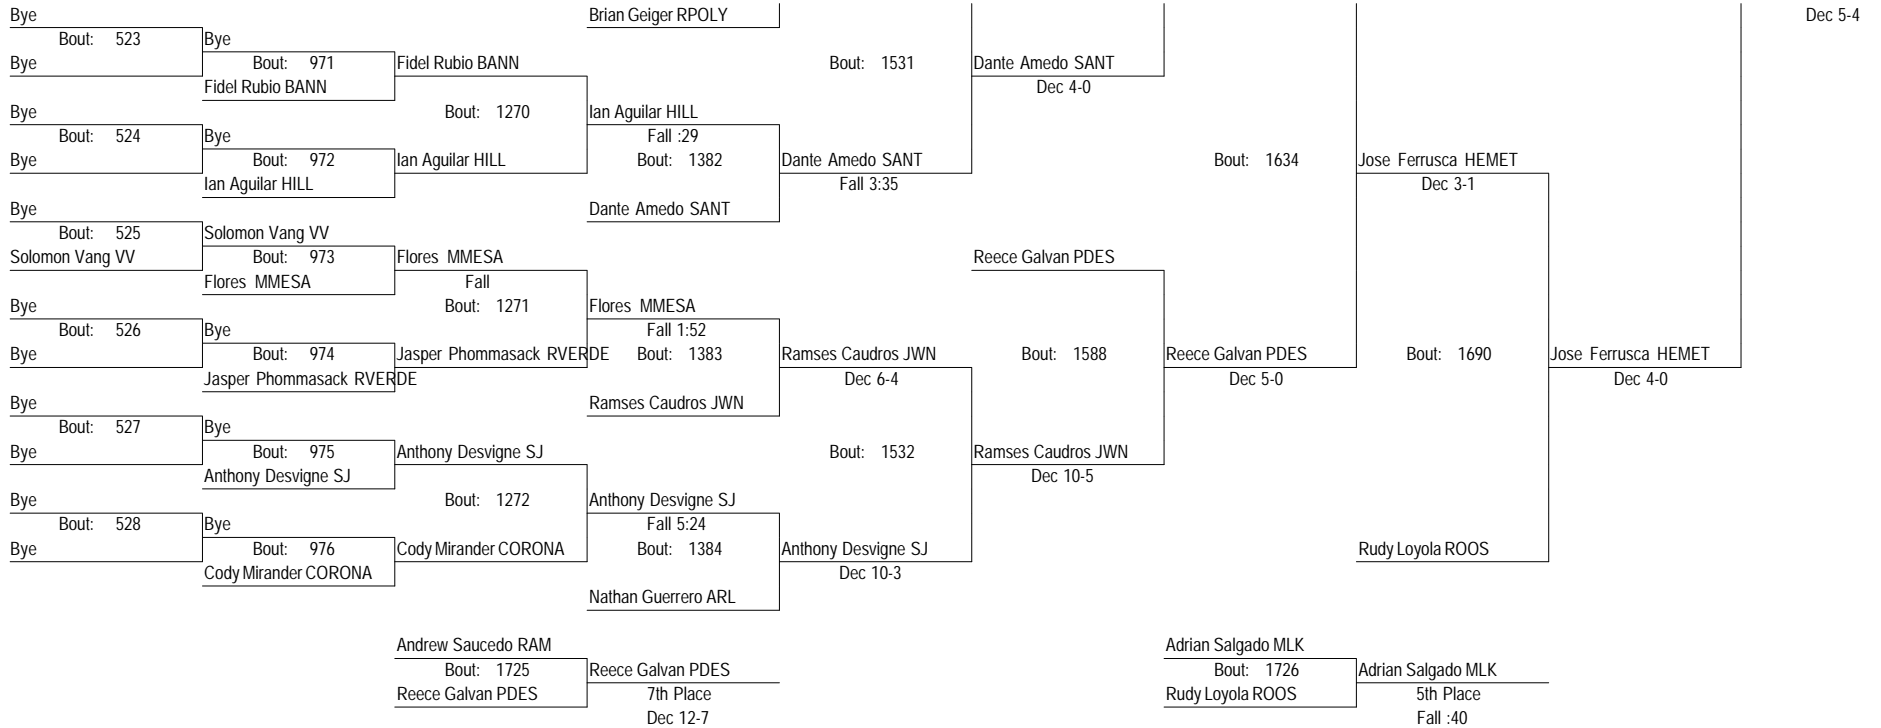 Bye Brian Geiger RPOLY Dec 5-4
Bout: 523 Bye
Bye Bout: 971 Fidel Rubio BANN Bout: 1531 Dante Amedo SANT
Fidel Rubio BANN Dec 4-0
Bye Bout: 1270 Ian Aguilar HILL
Bout: 524 Bye Fall :29
Bye Bout: 972 Ian Aguilar HILL Bout: 1382 Dante Amedo SANT Bout: 1634 Jose Ferrusca HEMET
Ian Aguilar HILL Fall 3:35 Dec 3-1
Bye Dante Amedo SANT
Bout: 525 Solomon Vang VV
Solomon Vang VV Bout: 973 Flores MMESA Reece Galvan PDES
Flores MMESA Fall
Bye Bout: 1271 Flores MMESA
Bout: 526 Bye Fall 1:52
Bye Bout: 974 Jasper Phommasack RVERDE Bout: 1383 Ramses Caudros JWN Bout: 1588 Reece Galvan PDES Bout: 1690 Jose Ferrusca HEMET
Jasper Phommasack RVERDE Dec 6-4 Dec 5-0 Dec 4-0
Bye Ramses Caudros JWN
Bout: 527 Bye
Bye Bout: 975 Anthony Desvigne SJ Bout: 1532 Ramses Caudros JWN
Anthony Desvigne SJ Dec 10-5
Bye Bout: 1272 Anthony Desvigne SJ
Bout: 528 Bye Fall 5:24
Bye Bout: 976 Cody Mirander CORONA Bout: 1384 Anthony Desvigne SJ Rudy Loyola ROOS
Cody Mirander CORONA Dec 10-3
Nathan Guerrero ARL
Andrew Saucedo RAM Adrian Salgado MLK
Bout: 1725 Reece Galvan PDES Bout: 1726 Adrian Salgado MLK
Reece Galvan PDES 7th Place Rudy Loyola ROOS 5th Place
Dec 12-7 Fall :40